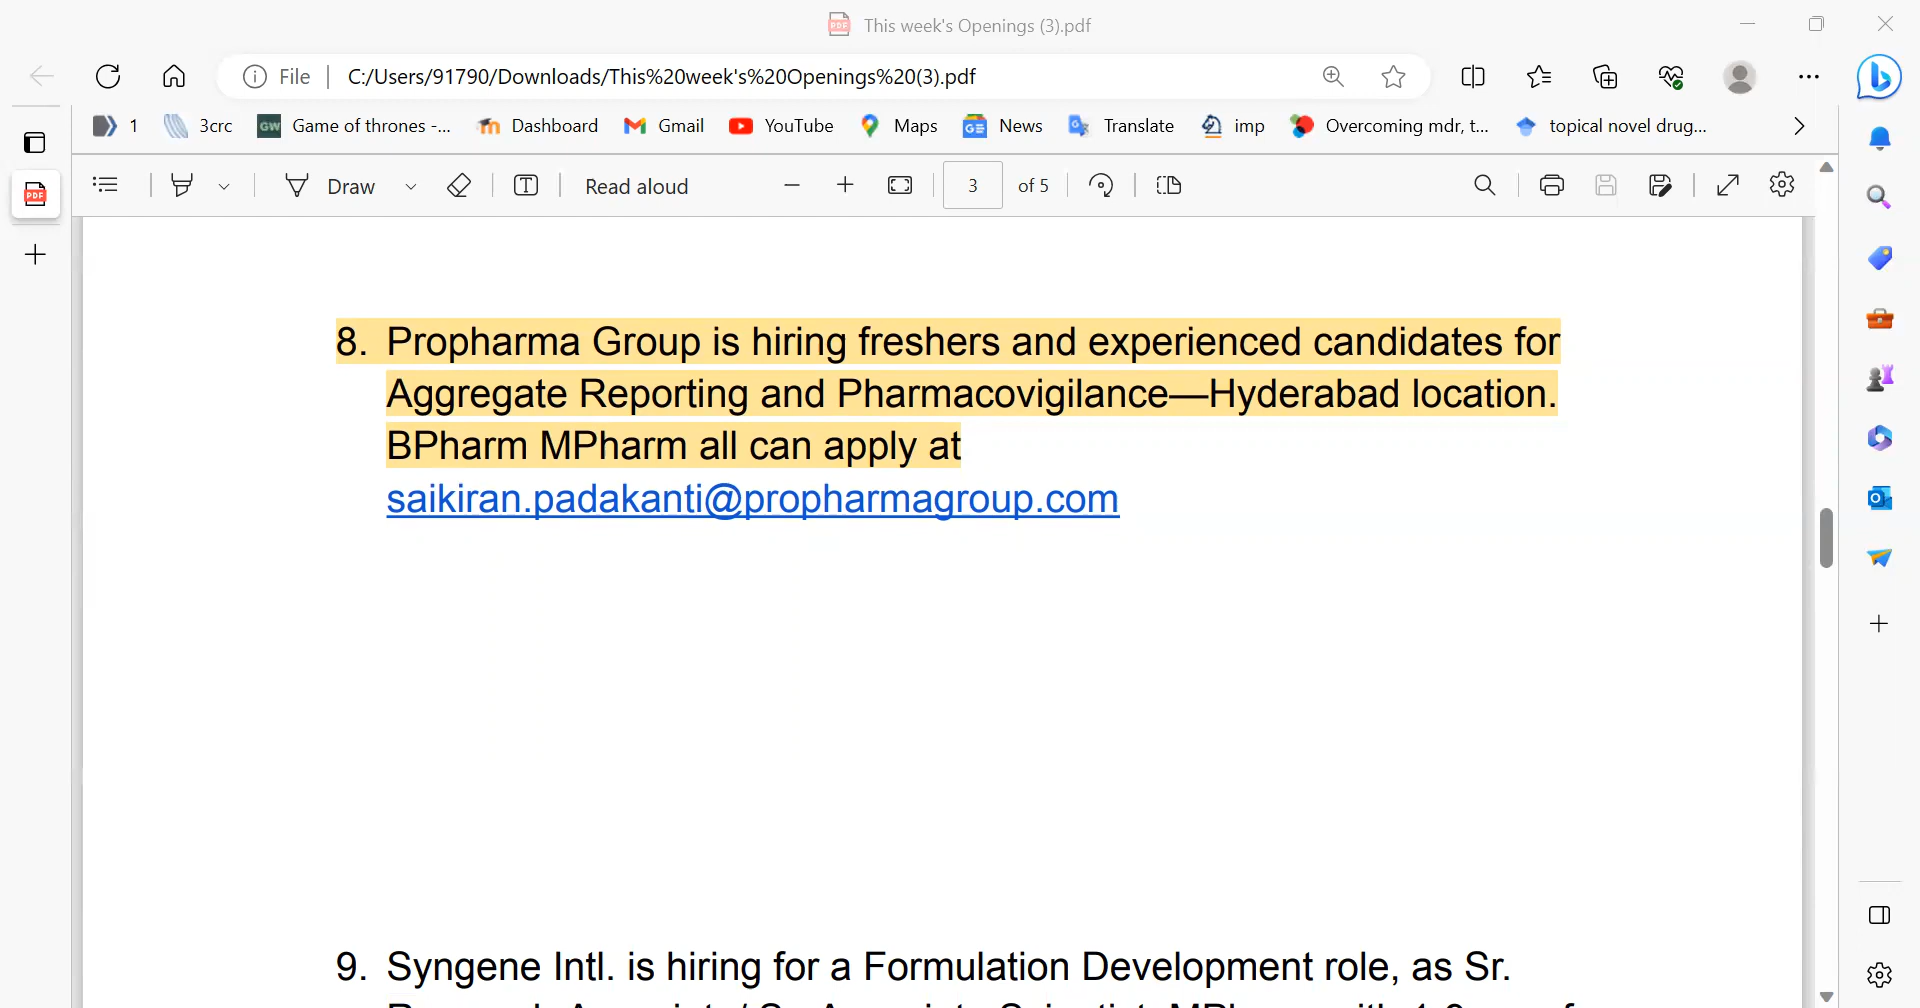 This week's Openings (3).pdf
File C:/Users/91790/Downloads/This%20week's%20Openings%20(3).pdf
1 3crc GW Game of thrones -... Dashboard Gmail YouTube Maps News Translate imp Overcoming mdr, t... topical novel drug...
Draw Read aloud 3 of 5
8. Propharma Group is hiring freshers and experienced candidates for
Aggregate Reporting and Pharmacovigilance—Hyderabad location.
BPharm MPharm all can apply at
saikiran.padakanti@propharmagroup.com
9. Syngene Intl. is hiring for a Formulation Development role, as Sr.